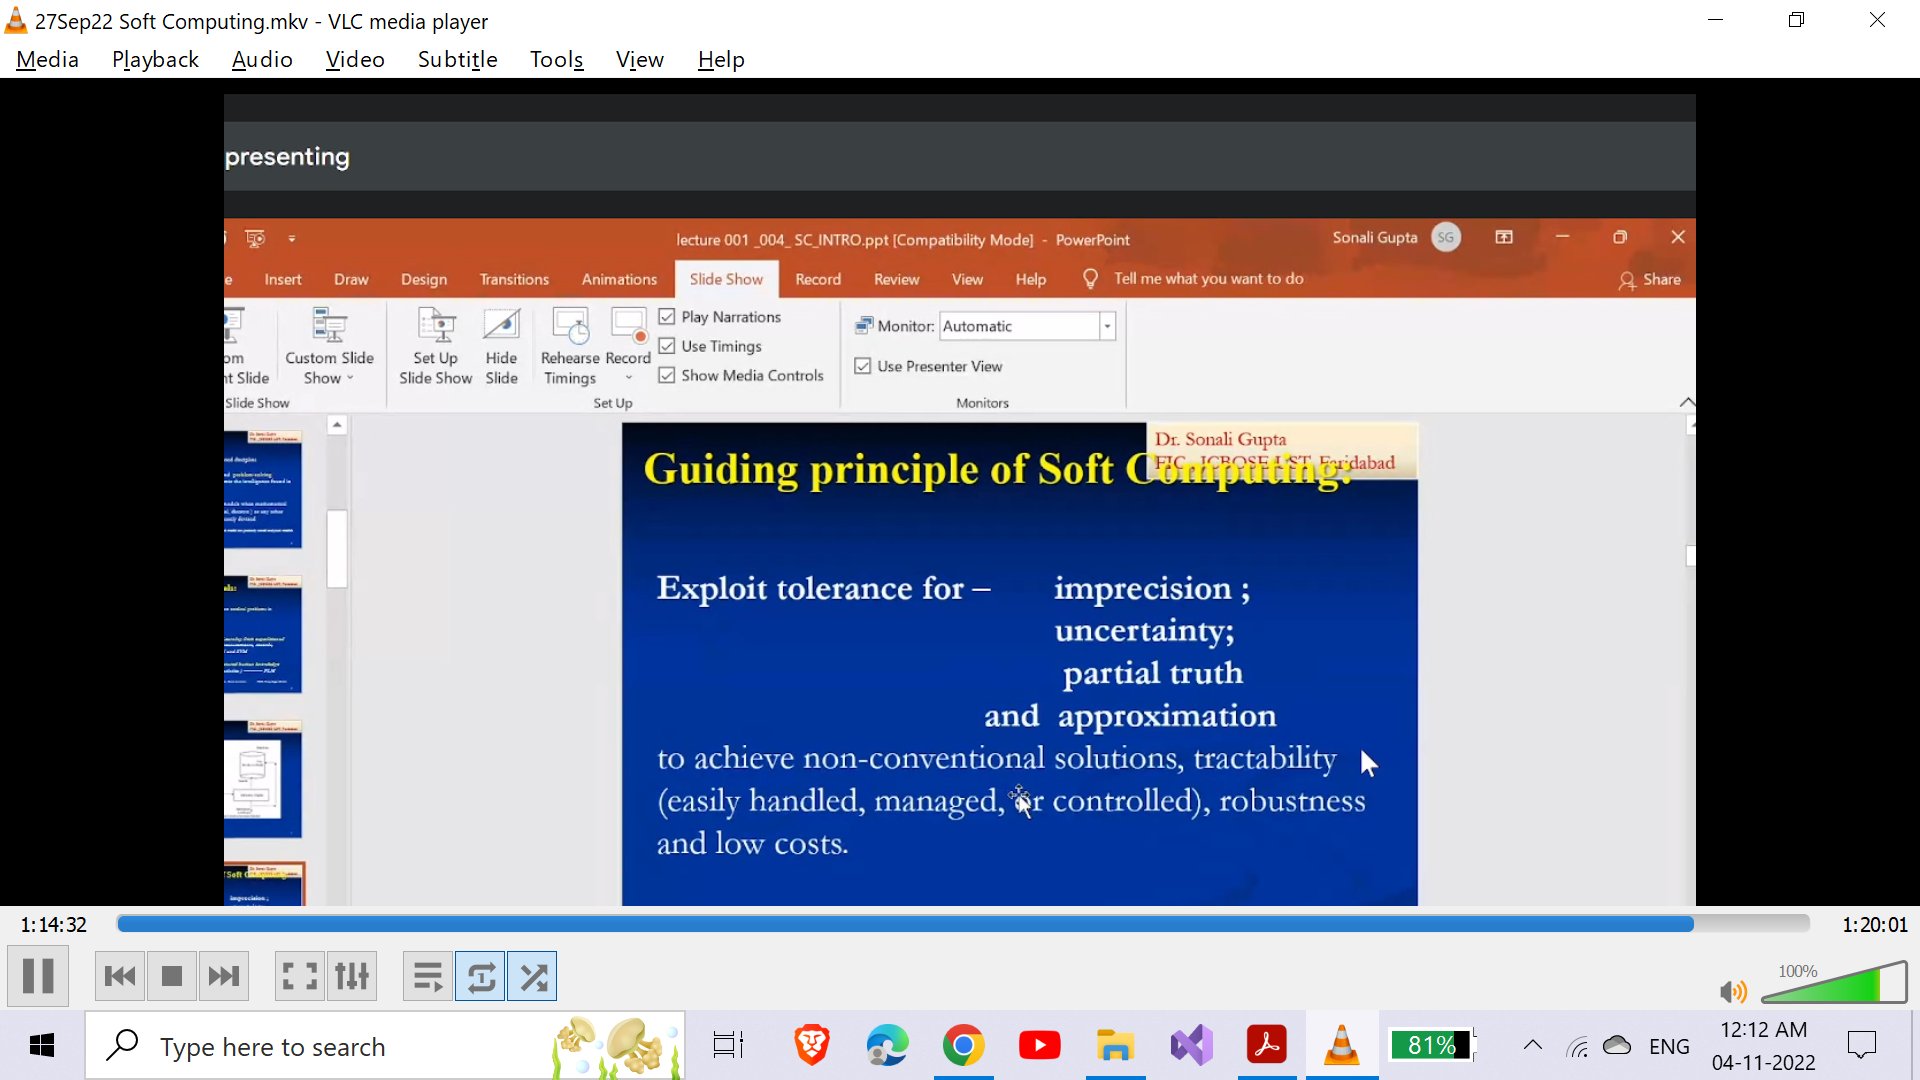 27Sep22 Soft Computing.mkv - VLC media player
Media Playback Audio Video Subtitle Tools View Help
presenting
lecture 001 _004_ SC_INTRO.ppt [Compatibility Mode] - PowerPoint
Sonali Gupta SG
Insert Draw Design Transitions Animations Slide Show Record Review View Help Tell me what you want to do Share
Custom Slide Show
Set Up Slide Show
Hide Slide
Rehearse Timings
Record
Play Narrations
Use Timings
Show Media Controls
Monitor: Automatic
Use Presenter View
Slide Show
Set Up
Monitors
Dr. Sonali Gupta
Faridabad
Guiding principle of Soft Computing:
Exploit tolerance for – imprecision ;
uncertainty;
partial truth
and approximation
to achieve non-conventional solutions, tractability
(easily handled, managed, or controlled), robustness
and low costs.
1:14:32
1:20:01
100%
Type here to search
81%
ENG
12:12 AM
04-11-2022